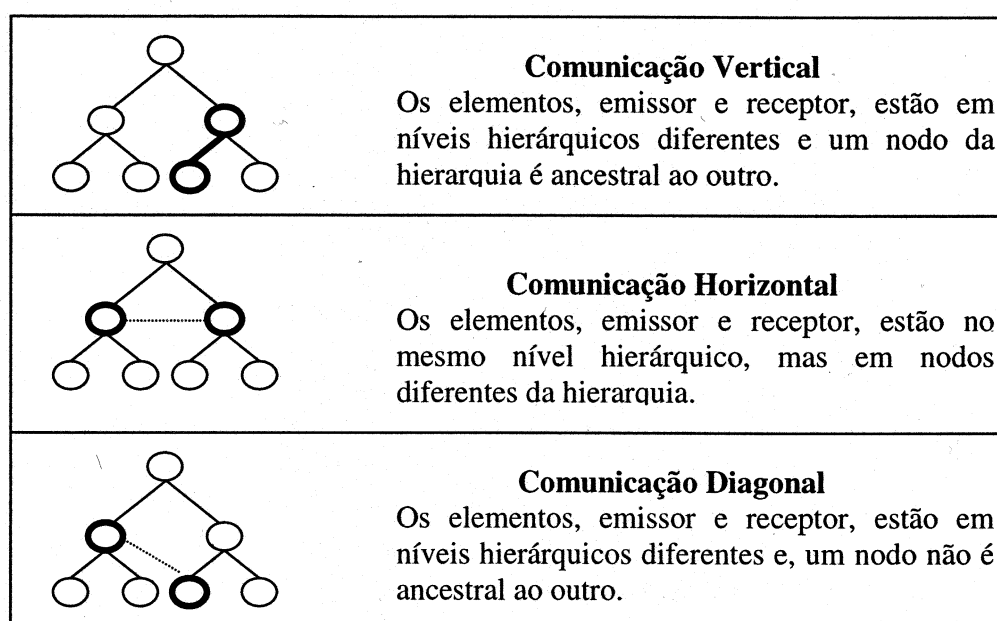 Comunicação Vertical
Os elementos, emissor e receptor, estão em
níveis hierárquicos diferentes e um nodo da
hierarquia é ancestral ao outro.
Comunicação Horizontal
Os elementos, emissor e receptor, estão no
mesmo nível hierárquico, mas em nodos
diferentes da hierarquia.
Comunicação Diagonal
Os elementos, emissor e receptor, estão em
níveis hierárquicos diferentes e, um nodo não é
ancestral ao outro.